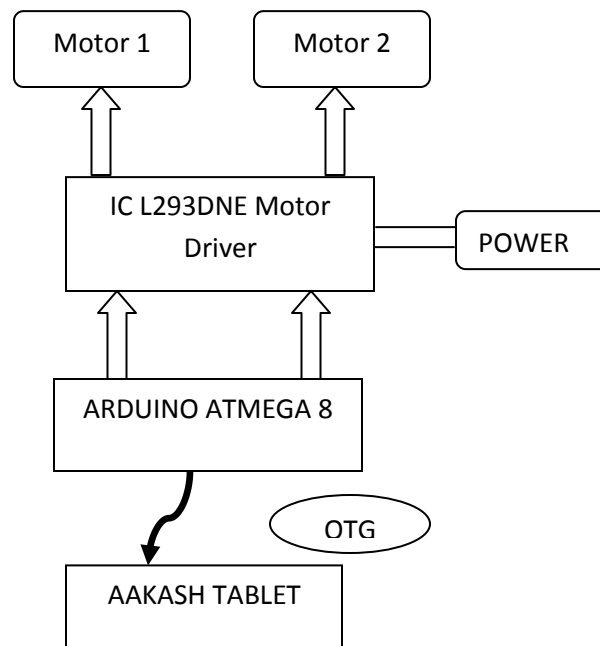 Motor 1
Motor 2
IC L293DNE Motor
Driver
POWER
ARDUINO ATMEGA 8
OTG
AAKASH TABLET